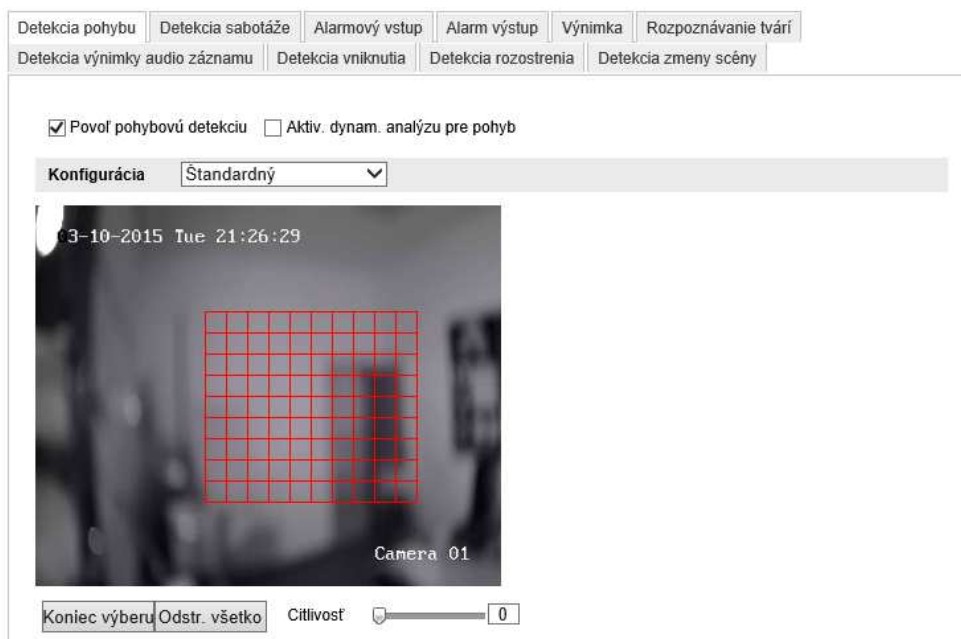 Detekcia pohybu Detekcia sabotáže Alarmový vstup Alarm výstup Výnimka Rozpoznávanie tvárí
Detekcia výnimky audio záznamu Detekcia vniknutia Detekcia rozostrenia Detekcia zmeny scény
Povoľ pohybovú detekciu Aktiv. dynam. analýzu pre pohyb
Konfigurácia Štandardný
03-10-2015 Tue 21:26:29
Camera 01
Koniec výberu Odstr. všetko Citlivosť 0